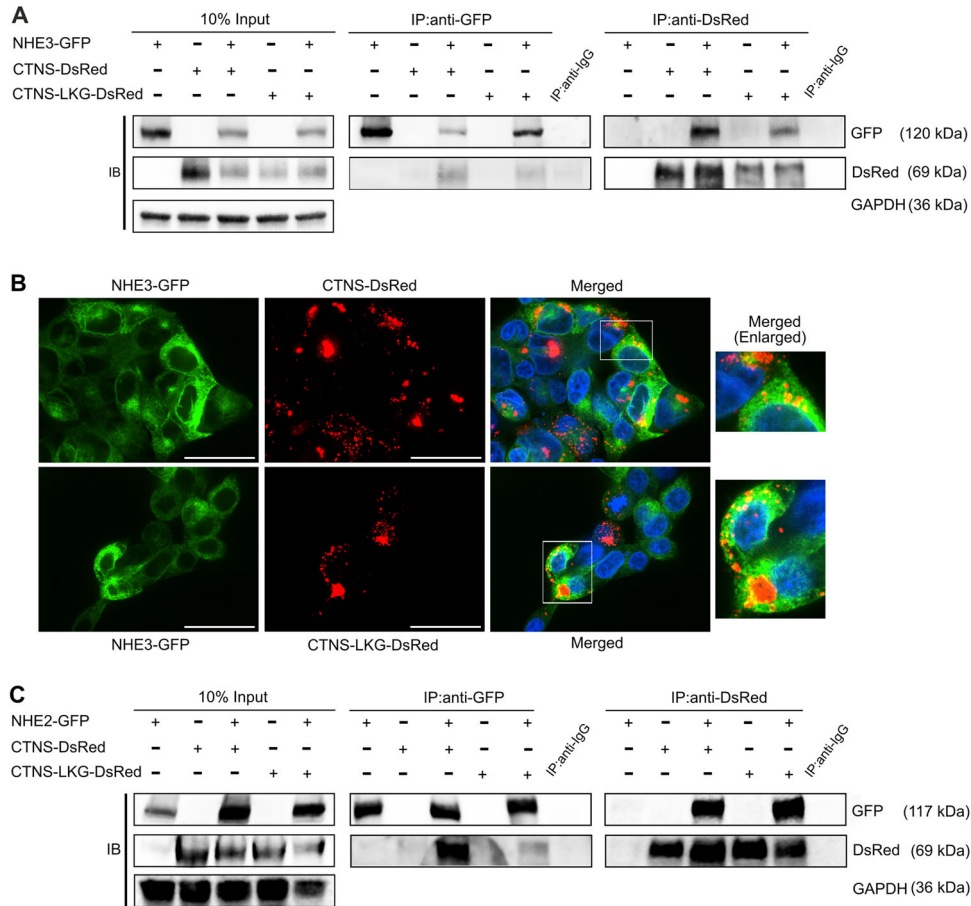 A
10% Input
IP:anti-GFP
IP:anti-DsRed
NHE3-GFP + - + - + + - + - + + - + - +
CTNS-DsRed - + + - - - + + - - - + + - -
CTNS-LKG-DsRed - - - + + - - - + + - - - + +
IP:anti-IgG
IP:anti-IgG
GFP (120 kDa)
IB
DsRed (69 kDa)
GAPDH (36 kDa)
B
NHE3-GFP
CTNS-DsRed
Merged
Merged
(Enlarged)
NHE3-GFP
CTNS-LKG-DsRed
Merged
C
10% Input
IP:anti-GFP
IP:anti-DsRed
NHE2-GFP + - + - + + - + - + + - + - +
CTNS-DsRed - + + - - - + + - - - + + - -
CTNS-LKG-DsRed - - - + + - - - + + - - - + +
IP:anti-IgG
IP:anti-IgG
GFP (117 kDa)
IB
DsRed (69 kDa)
GAPDH (36 kDa)